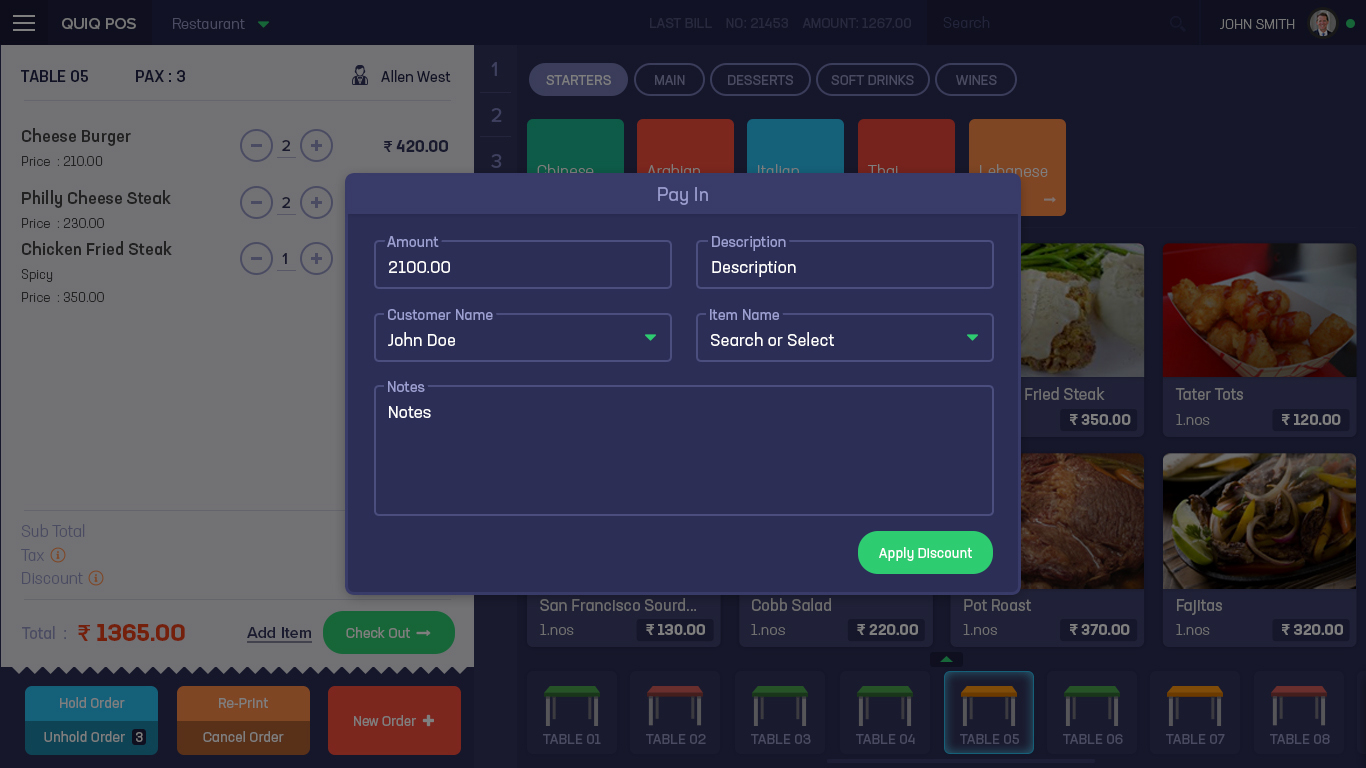 QUIQ POS
Restaurant
LAST BILL NO: 21453 AMOUNT: 1267.00
Search
JOHN SMITH
TABLE 05 PAX : 3
Allen West
Cheese Burger
Price : 210.00
2
₹ 420.00
Philly Cheese Steak
Price : 230.00
2
Chicken Fried Steak
Spicy
Price : 350.00
1
Sub Total
Tax
Discount
Total : ₹ 1365.00
Add Item
Check Out
Hold Order
Unhold Order 3
Re-Print
Cancel Order
New Order
1
2
3
STARTERS
MAIN
DESSERTS
SOFT DRINKS
WINES
Chinese
Arabian
Italian
Thai
Lebanese
Pay In
Amount
2100.00
Description
Description
Customer Name
John Doe
Item Name
Search or Select
Notes
Notes
Apply Discount
Fried Steak
₹ 350.00
Tater Tots
1.nos
₹ 120.00
San Francisco Sourd...
1.nos
₹ 130.00
Cobb Salad
1.nos
₹ 220.00
Pot Roast
1.nos
₹ 370.00
Fajitas
1.nos
₹ 320.00
TABLE 01
TABLE 02
TABLE 03
TABLE 04
TABLE 05
TABLE 06
TABLE 07
TABLE 08